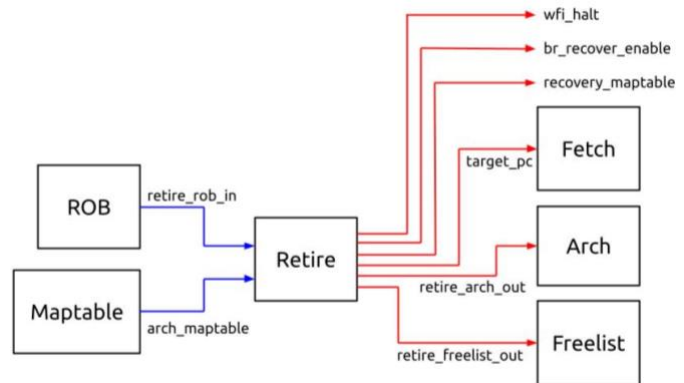 wfi_halt
br_recover_enable
recovery_maptable
Fetch
target_pc
ROB
retire_rob_in
Retire
Arch
retire_arch_out
Maptable
arch_maptable
Freelist
retire_freelist_out